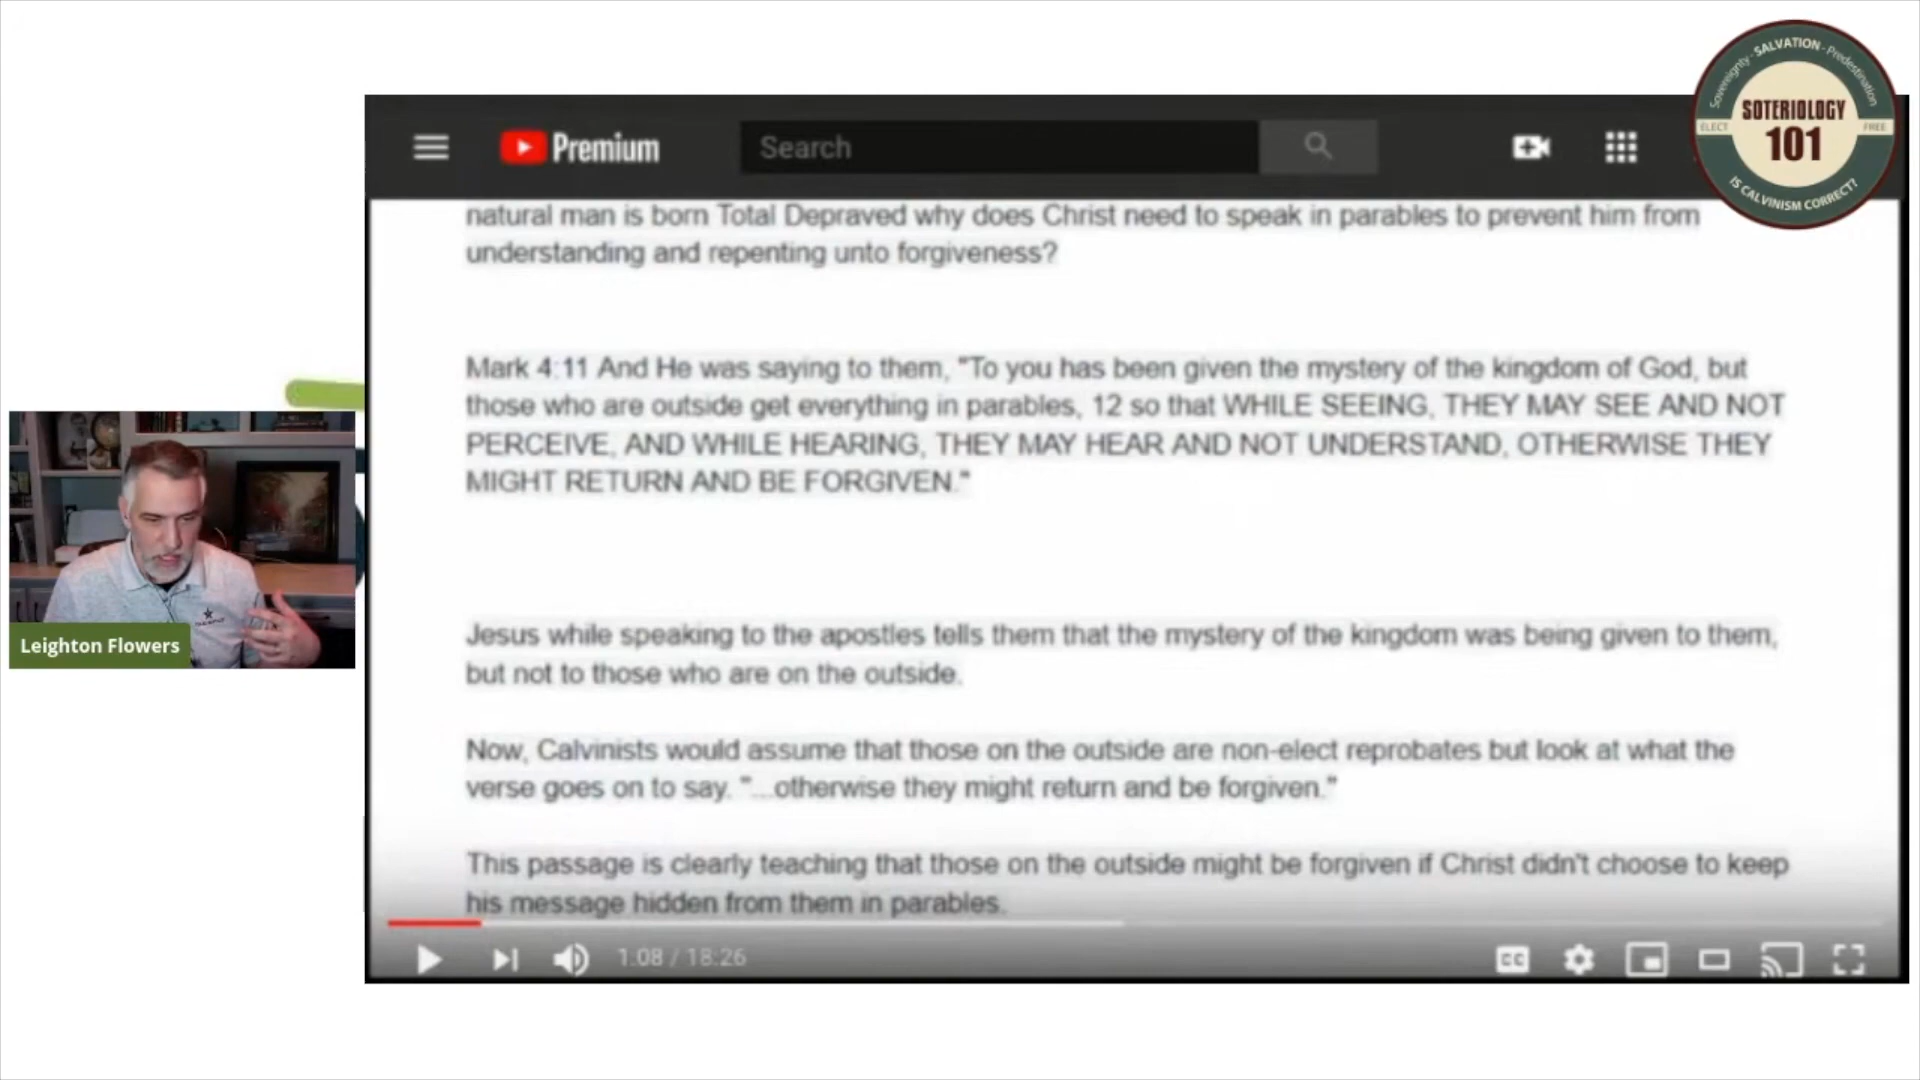 Sovereignty - SALVATION - Predestination
SOTERIOLOGY
ELECT
FREE
101
IS CALVINISM CORRECT?
Premium
Search
natural man is born Total Depraved why does Christ need to speak in parables to prevent him from
understanding and repenting unto forgiveness?
Mark 4:11 And He was saying to them, "To you has been given the mystery of the kingdom of God, but
those who are outside get everything in parables, 12 so that WHILE SEEING, THEY MAY SEE AND NOT
PERCEIVE, AND WHILE HEARING, THEY MAY HEAR AND NOT UNDERSTAND, OTHERWISE THEY
MIGHT RETURN AND BE FORGIVEN."
Jesus while speaking to the apostles tells them that the mystery of the kingdom was being given to them,
but not to those who are on the outside.
Leighton Flowers
Now, Calvinists would assume that those on the outside are non-elect reprobates but look at what the
verse goes on to say. "...otherwise they might return and be forgiven."
This passage is clearly teaching that those on the outside might be forgiven if Christ didn't choose to keep
his message hidden from them in parables.
1:08 / 18:26
CC